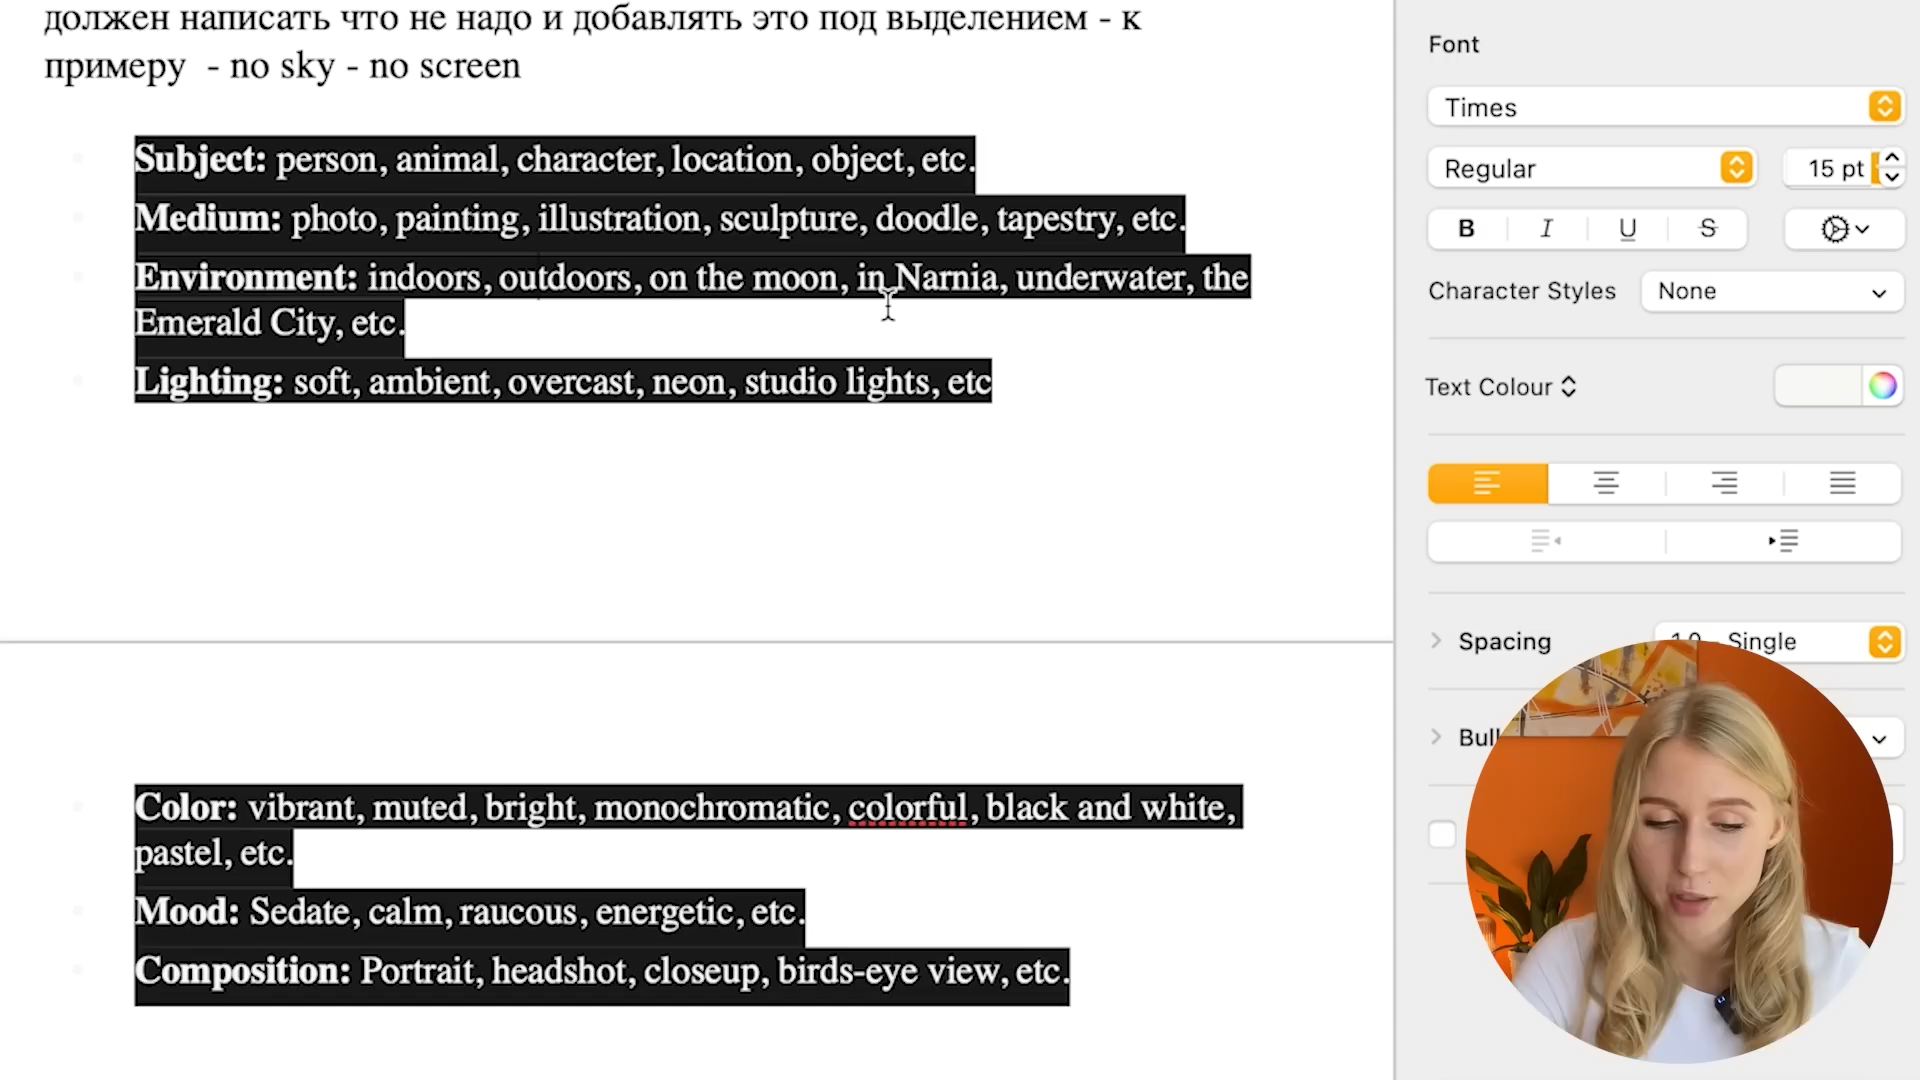 должен написать что не надо и добавлять это под выделением - к
примеру - no sky - no screen
Subject: person, animal, character, location, object, etc.
Medium: photo, painting, illustration, sculpture, doodle, tapestry, etc.
Environment: indoors, outdoors, on the moon, in Narnia, underwater, the
Emerald City, etc.
Lighting: soft, ambient, overcast, neon, studio lights, etc
Color: vibrant, muted, bright, monochromatic, colorful, black and white,
pastel, etc.
Mood: Sedate, calm, raucous, energetic, etc.
Composition: Portrait, headshot, closeup, birds-eye view, etc.
Font
Times
Regular
15 pt
B I U S
Character Styles
None
Text Colour
Spacing
Single